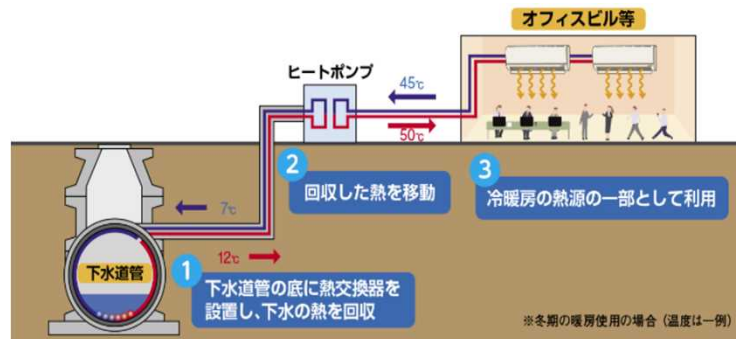 オフィスビル等
ヒートポンプ
45℃
50℃
2
回収した熱を移動
3
冷暖房の熱源の一部として利用
7℃
12℃
下水道管
1
下水道管の底に熱交換器を
設置し、下水の熱を回収
※冬期の暖房使用の場合（温度は一例）